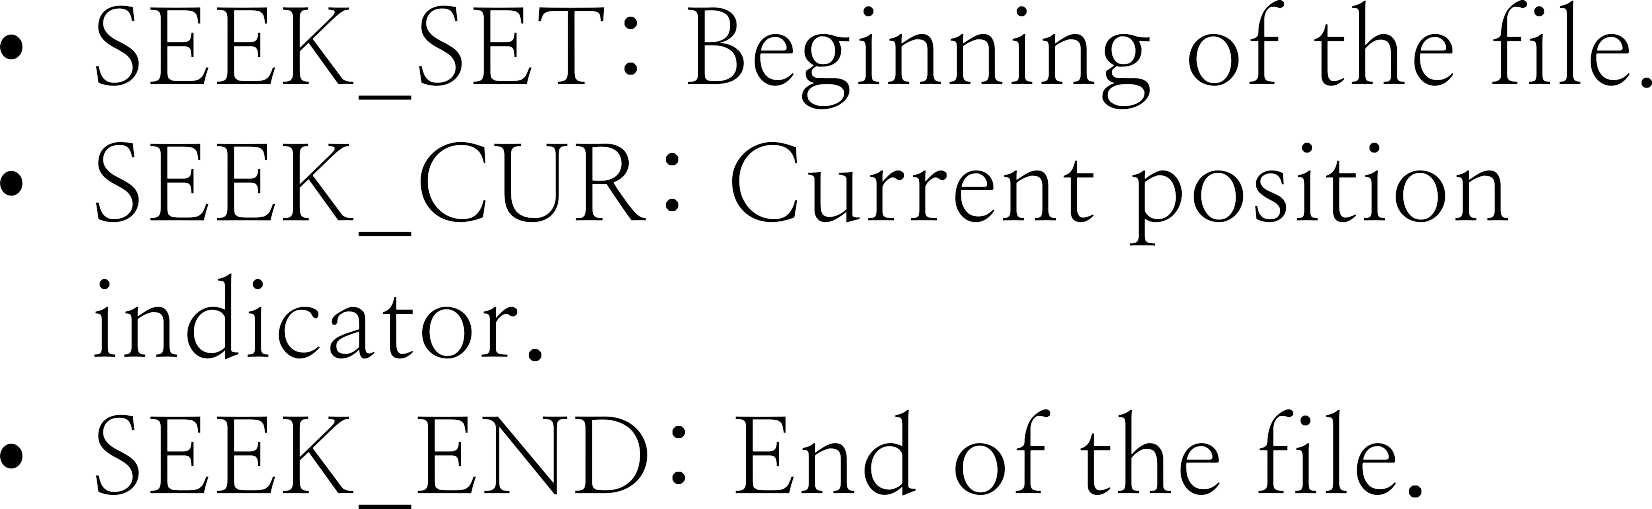 • SEEK_SET: Beginning of the file.
• SEEK_CUR: Current position
indicator.
• SEEK_END: End of the file.